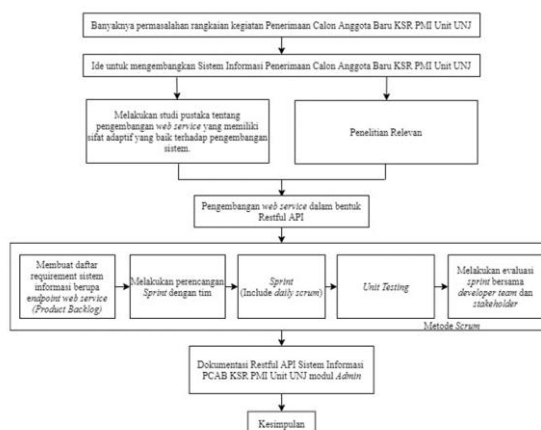 Banyaknya permasalahan rangkaian kegiatan Penerimaan Calon Anggota Baru KSR PMI Unit UNJ
Ide untuk mengembangkan Sistem Informasi Penerimaan Calon Anggota Baru KSR PMI Unit UNJ
Melakukan studi pustaka tentang
pengembangan web service yang memiliki
sifat adaptif yang baik terhadap pengembangan
sistem.
Penelitian Relevan
Pengembangan web service dalam bentuk
Restful API
Membuat daftar
requirement sistem
informasi berupa
endpoint web service
(Product Backlog)
Melakukan perencangan
Sprint dengan tim
Sprint
(Include daily scrum)
Unit Testing
Melakukan evaluasi
sprint bersama
developer team dan
stakeholder
Metode Scrum
Dokumentasi Restful API Sistem Informasi
PCAB KSR PMI Unit UNJ modul Admin
Kesimpulan